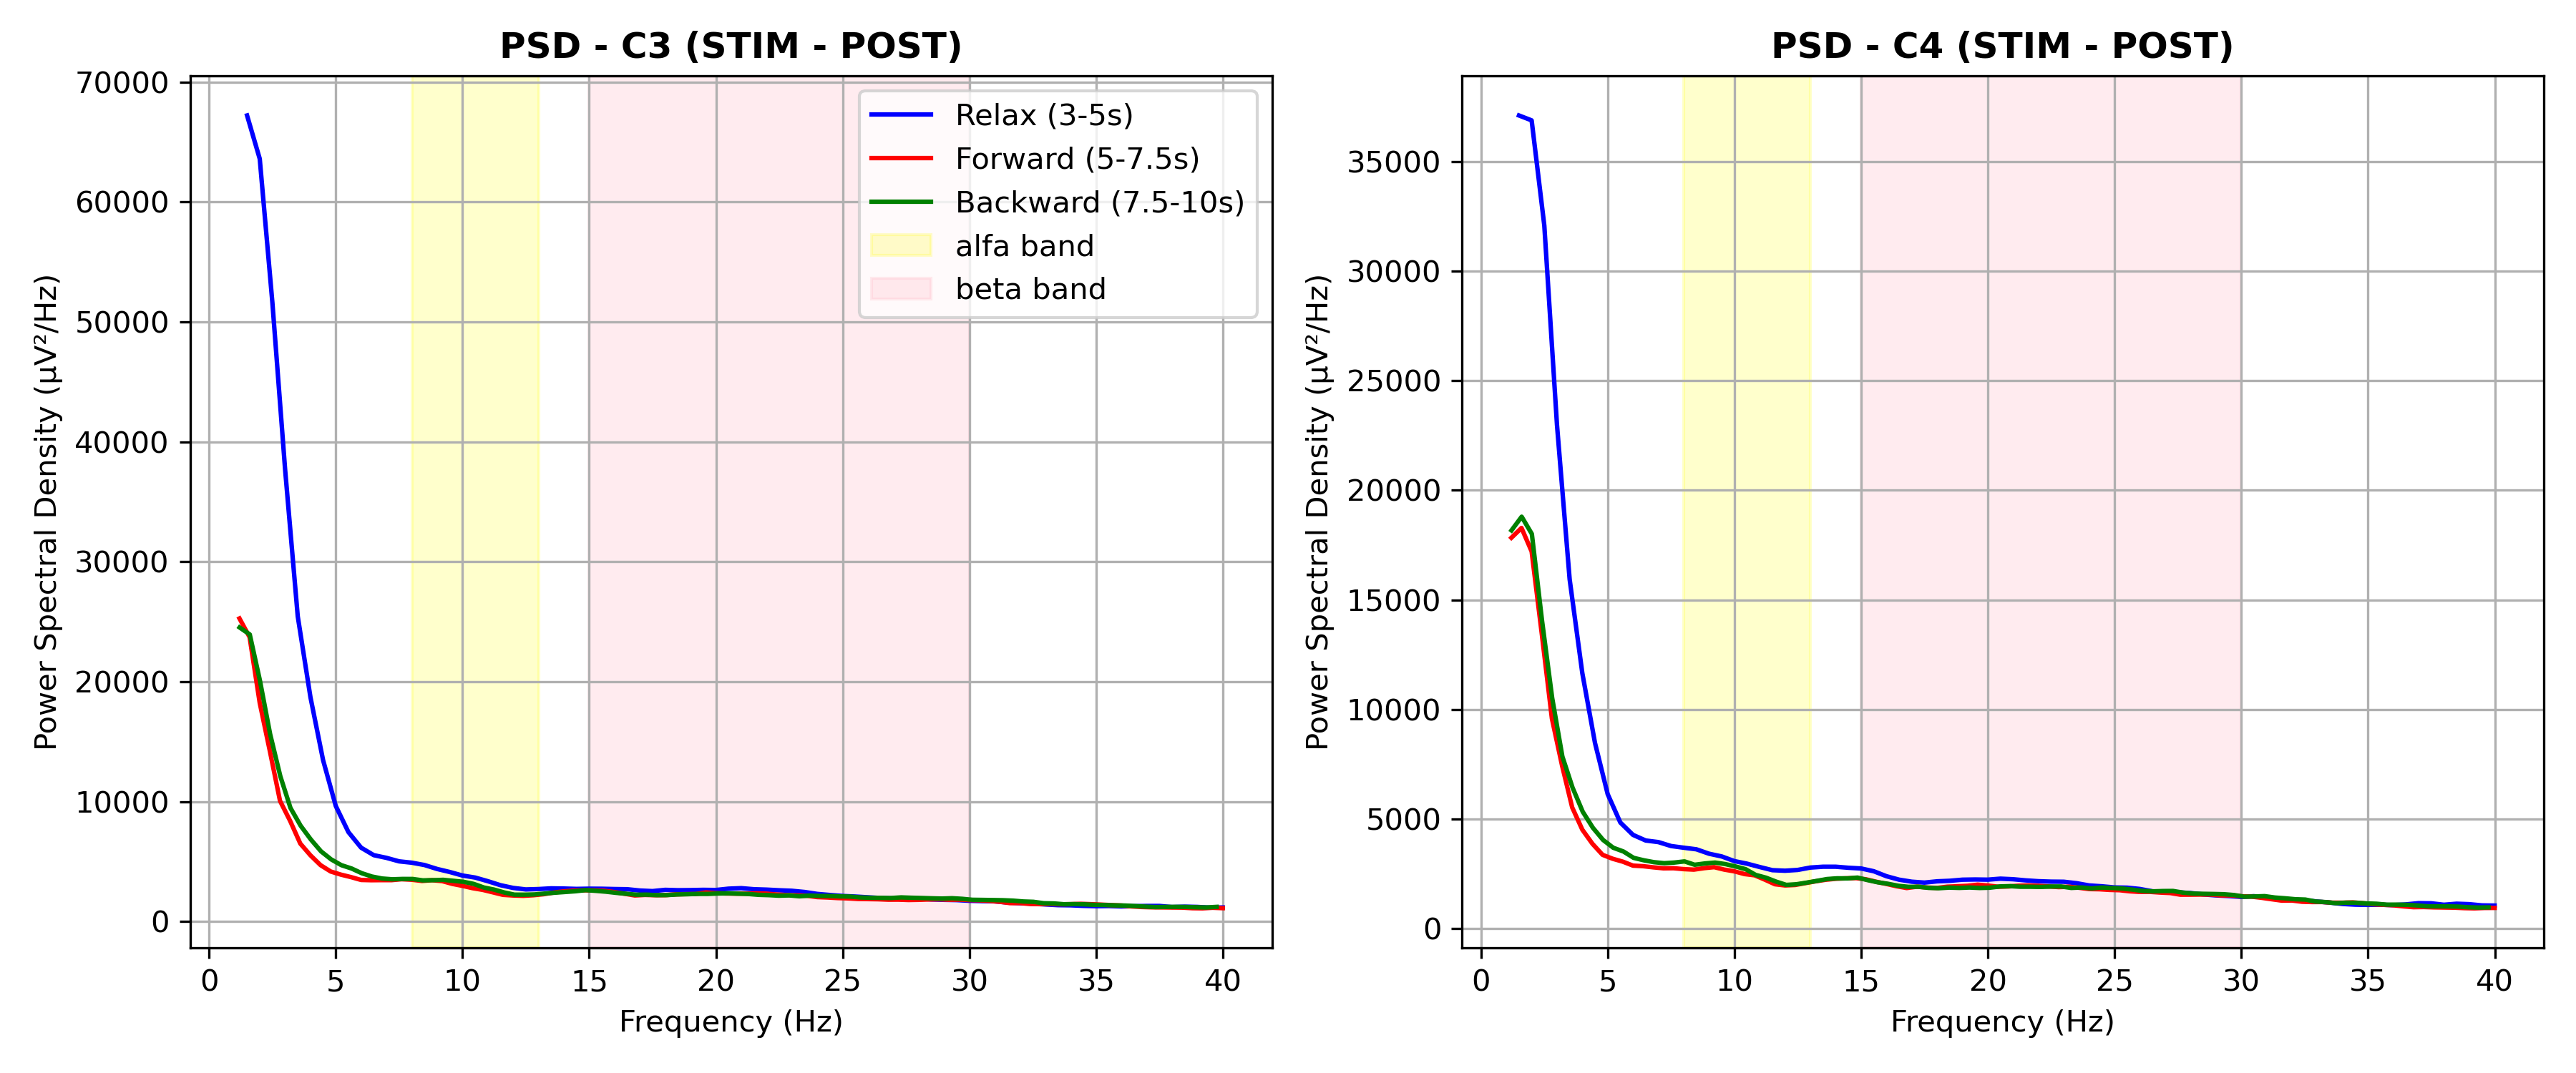 PSD - C3 (STIM - POST)
70000
60000
50000
40000
30000
20000
10000
0
Power Spectral Density (µV²/Hz)
Relax (3-5s)
Forward (5-7.5s)
Backward (7.5-10s)
alfa band
beta band
0 5 10 15 20 25 30 35 40
Frequency (Hz)
PSD - C4 (STIM - POST)
35000
30000
25000
20000
15000
10000
5000
0
Power Spectral Density (µV²/Hz)
0 5 10 15 20 25 30 35 40
Frequency (Hz)